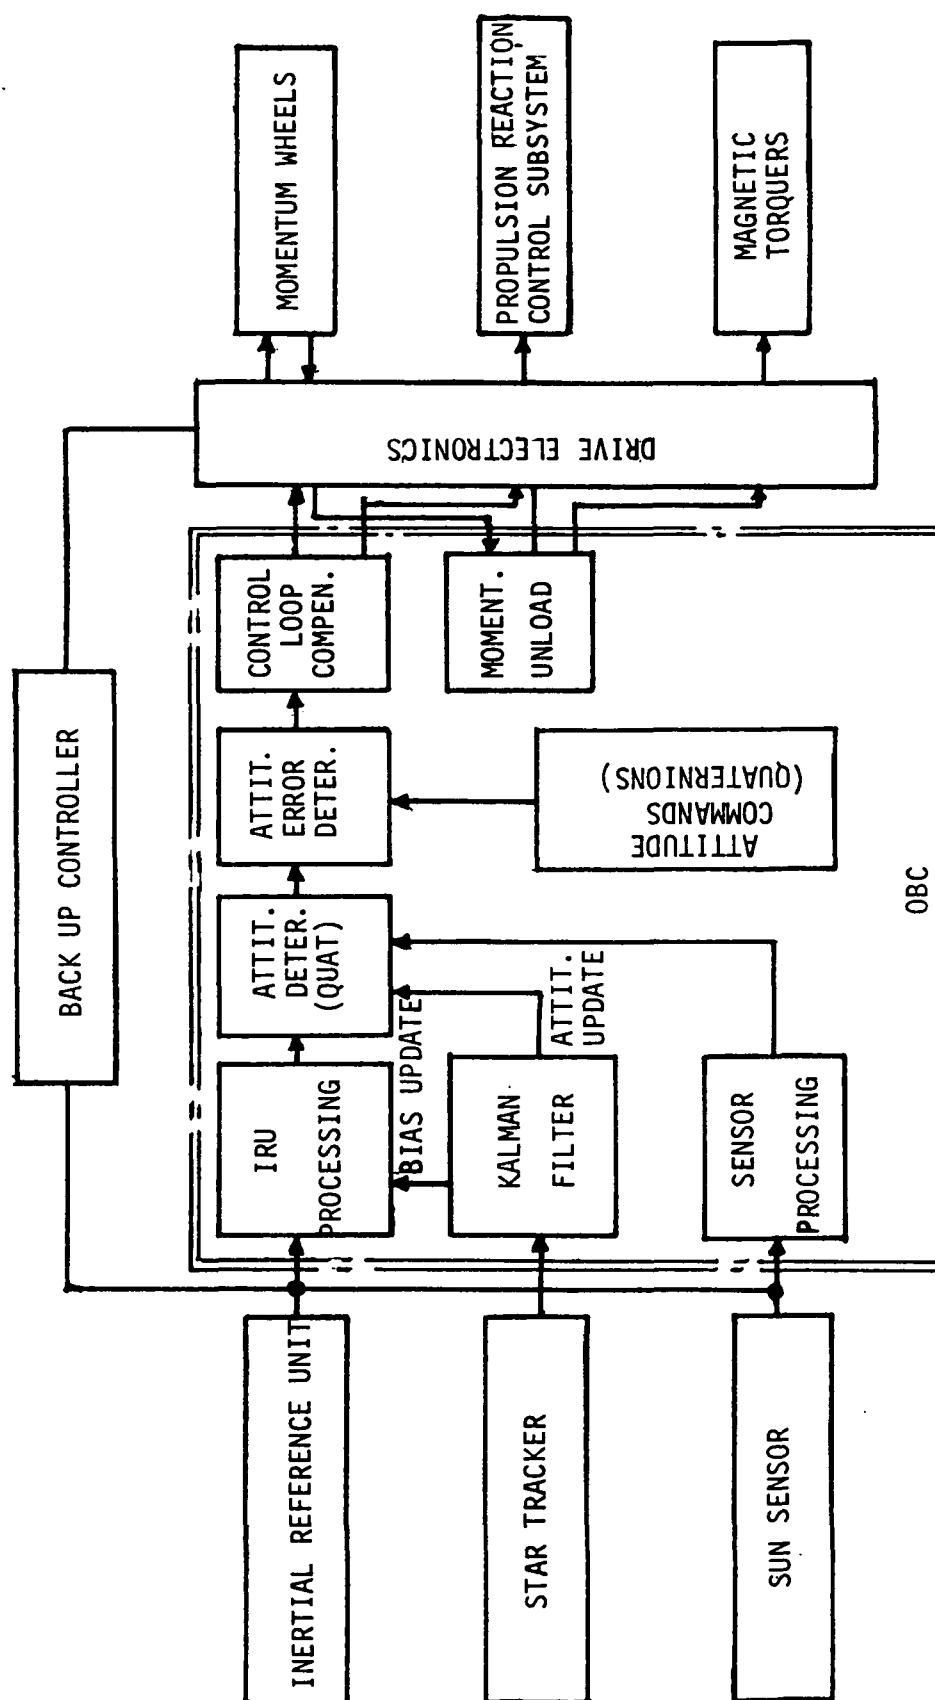 BACK UP CONTROLLER
INERTIAL REFERENCE UNIT
IRU
PROCESSING
ATTIT.
DETER.
(QUAT)
ATTIT.
ERROR
DETER.
CONTROL
LOOP
COMPEN.
MOMENTUM WHEELS
BIAS UPDATE
STAR TRACKER
KALMAN
FILTER
ATTIT.
UPDATE
MOMENT.
UNLOAD
DRIVE ELECTRONICS
PROPULSION REACTION
CONTROL SUBSYSTEM
ATTITUDE
COMMANDS
(QUATERNIONS)
SUN SENSOR
SENSOR
PROCESSING
MAGNETIC
TORQUERS
OBC